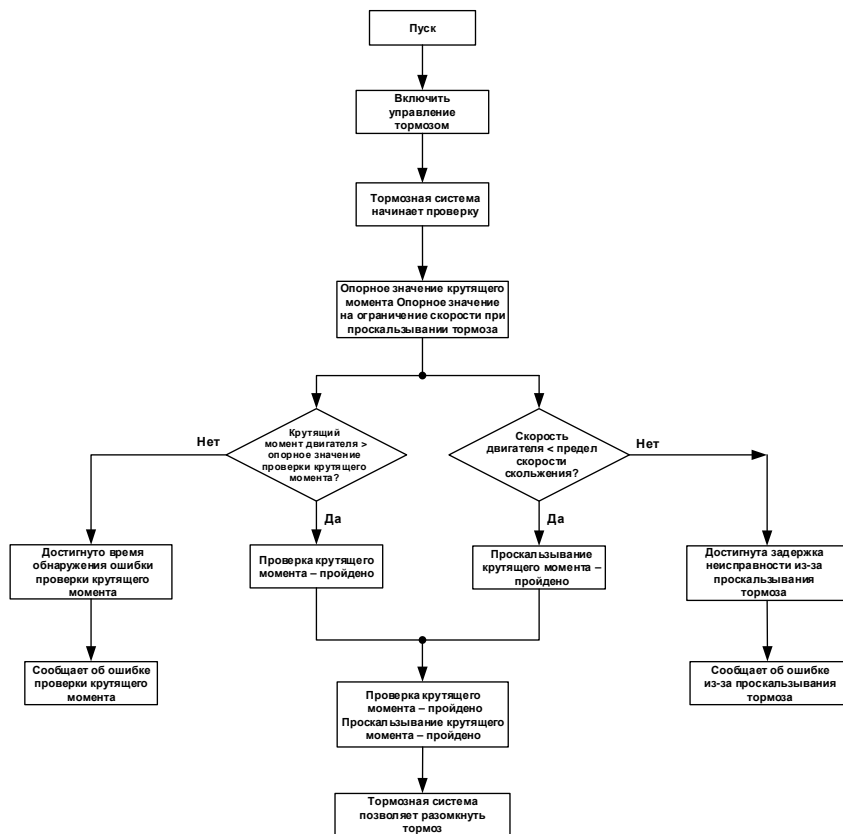 Пуск
Включить
управление
тормозом
Тормозная система
начинает проверку
Опорное значение крутящего
момента Опорное значение
на ограничение скорости при
проскальзывании тормоза
Нет
Крутящий
момент двигателя >
опорное значение
проверки крутящего
момента?
Да
Скорость
двигателя < предел
скорости
скольжения?
Нет
Да
Достигнуто время
обнаружения ошибки
проверки крутящего
момента
Проверка крутящего
момента – пройдено
Проскальзывание
крутящего момента –
пройдено
Достигнута задержка
неисправности из-за
проскальзывания
тормоза
Сообщает об ошибке
проверки крутящего
момента
Проверка крутящего
момента – пройдено
Проскальзывание крутящего
момента – пройдено
Сообщает об ошибке
из-за проскальзывания
тормоза
Тормозная система
позволяет разомкнуть
тормоз